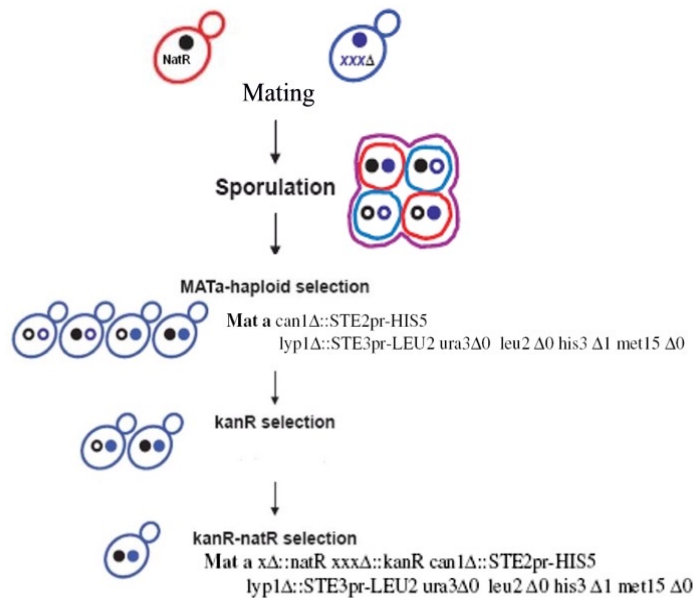 NatR
xxxΔ
Mating
Sporulation
MATa-haploid selection
Mat a can1Δ::STE2pr-HIS5
lyp1Δ::STE3pr-LEU2 ura3Δ0 leu2 Δ0 his3 Δ1 met15 Δ0
kanR selection
kanR-natR selection
Mat a xΔ::natR xxxΔ::kanR can1Δ::STE2pr-HIS5
lyp1Δ::STE3pr-LEU2 ura3Δ0 leu2 Δ0 his3 Δ1 met15 Δ0